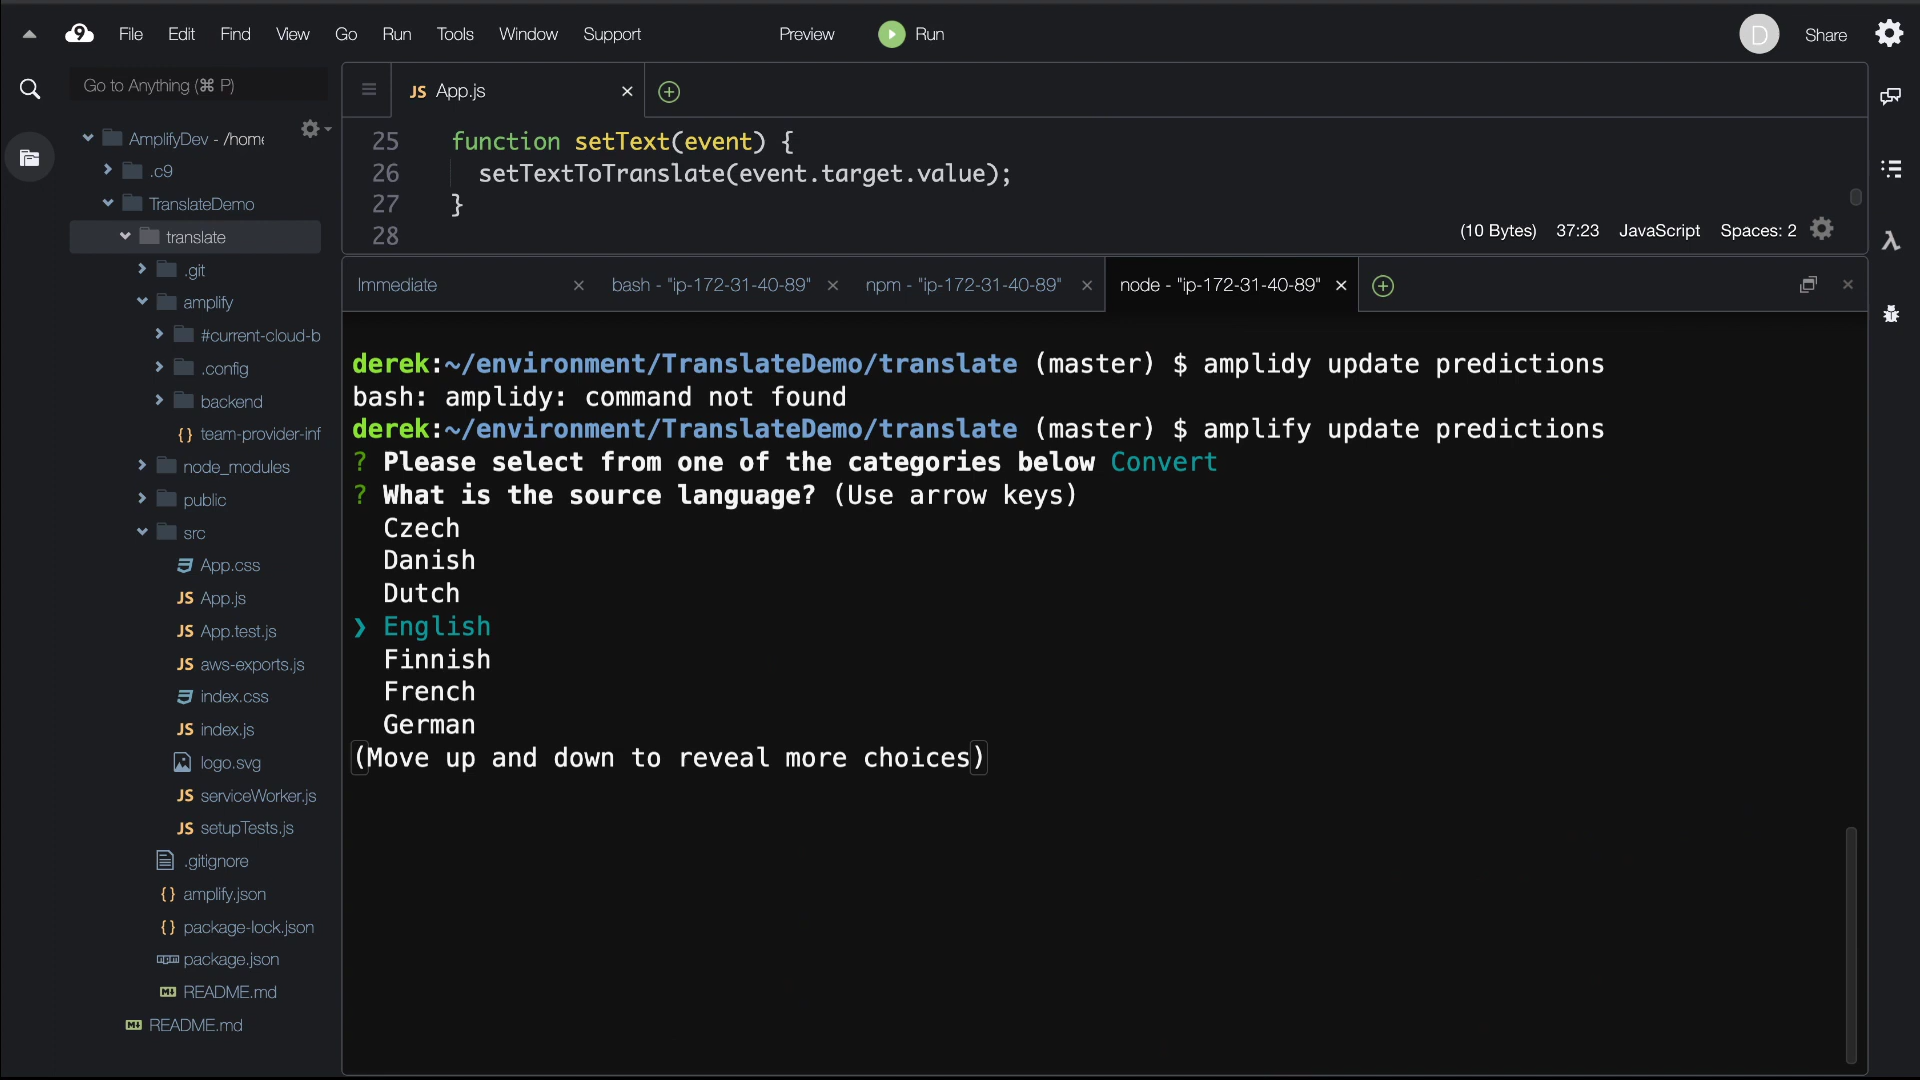 File Edit Find View Go Run Tools Window Support Preview Run D Share
Go to Anything (⌘ P)
AmplifyDev - /home
.c9
TranslateDemo
translate
.git
amplify
#current-cloud-b
.config
backend
{} team-provider-inf
node_modules
public
src
App.css
JS App.js
JS App.test.js
JS aws-exports.js
index.css
JS index.js
logo.svg
JS serviceWorker.js
JS setupTests.js
.gitignore
{} amplify.json
{} package-lock.json
package.json
README.md
README.md
JS App.js
25 function setText(event) {
26 setTextToTranslate(event.target.value);
27 }
28
(10 Bytes) 37:23 JavaScript Spaces: 2
Immediate bash - "ip-172-31-40-89" npm - "ip-172-31-40-89" node - "ip-172-31-40-89"
derek:~/environment/TranslateDemo/translate (master) $ amplidy update predictions
bash: amplidy: command not found
derek:~/environment/TranslateDemo/translate (master) $ amplify update predictions
? Please select from one of the categories below Convert
? What is the source language? (Use arrow keys)
Czech
Danish
Dutch
❯ English
Finnish
French
German
(Move up and down to reveal more choices)